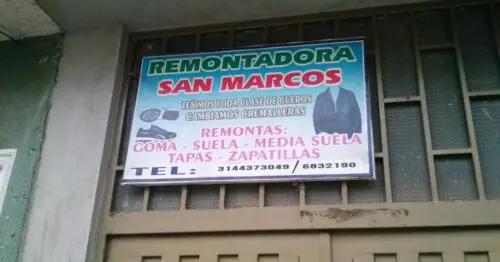 REMONTADORA
SAN MARCOS
TEÑIMOS TODA CLASE DE CUEROS
CAMBIAMOS CREMALLERAS
REMONTAS:
GOMA - SUELA - MEDIA SUELA
TAPAS - ZAPATILLAS
TEL: 3144373049/6832190